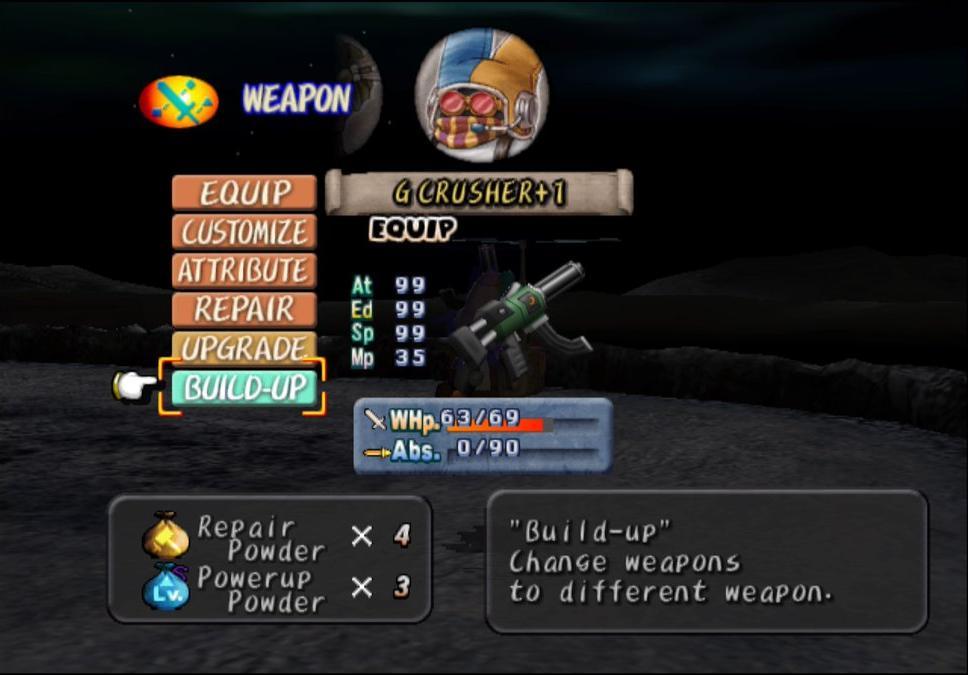 WEAPON
EQUIP
CUSTOMIZE
ATTRIBUTE
REPAIR
UPGRADE
BUILD-UP
G CRUSHER+1
EQUIP
At 99
Ed 99
Sp 99
Mp 35
WHp. 63/69
Abs. 0/90
Repair
Powder × 4
Lv.
Powerup
Powder × 3
"Build-up"
Change weapons
to different weapon.